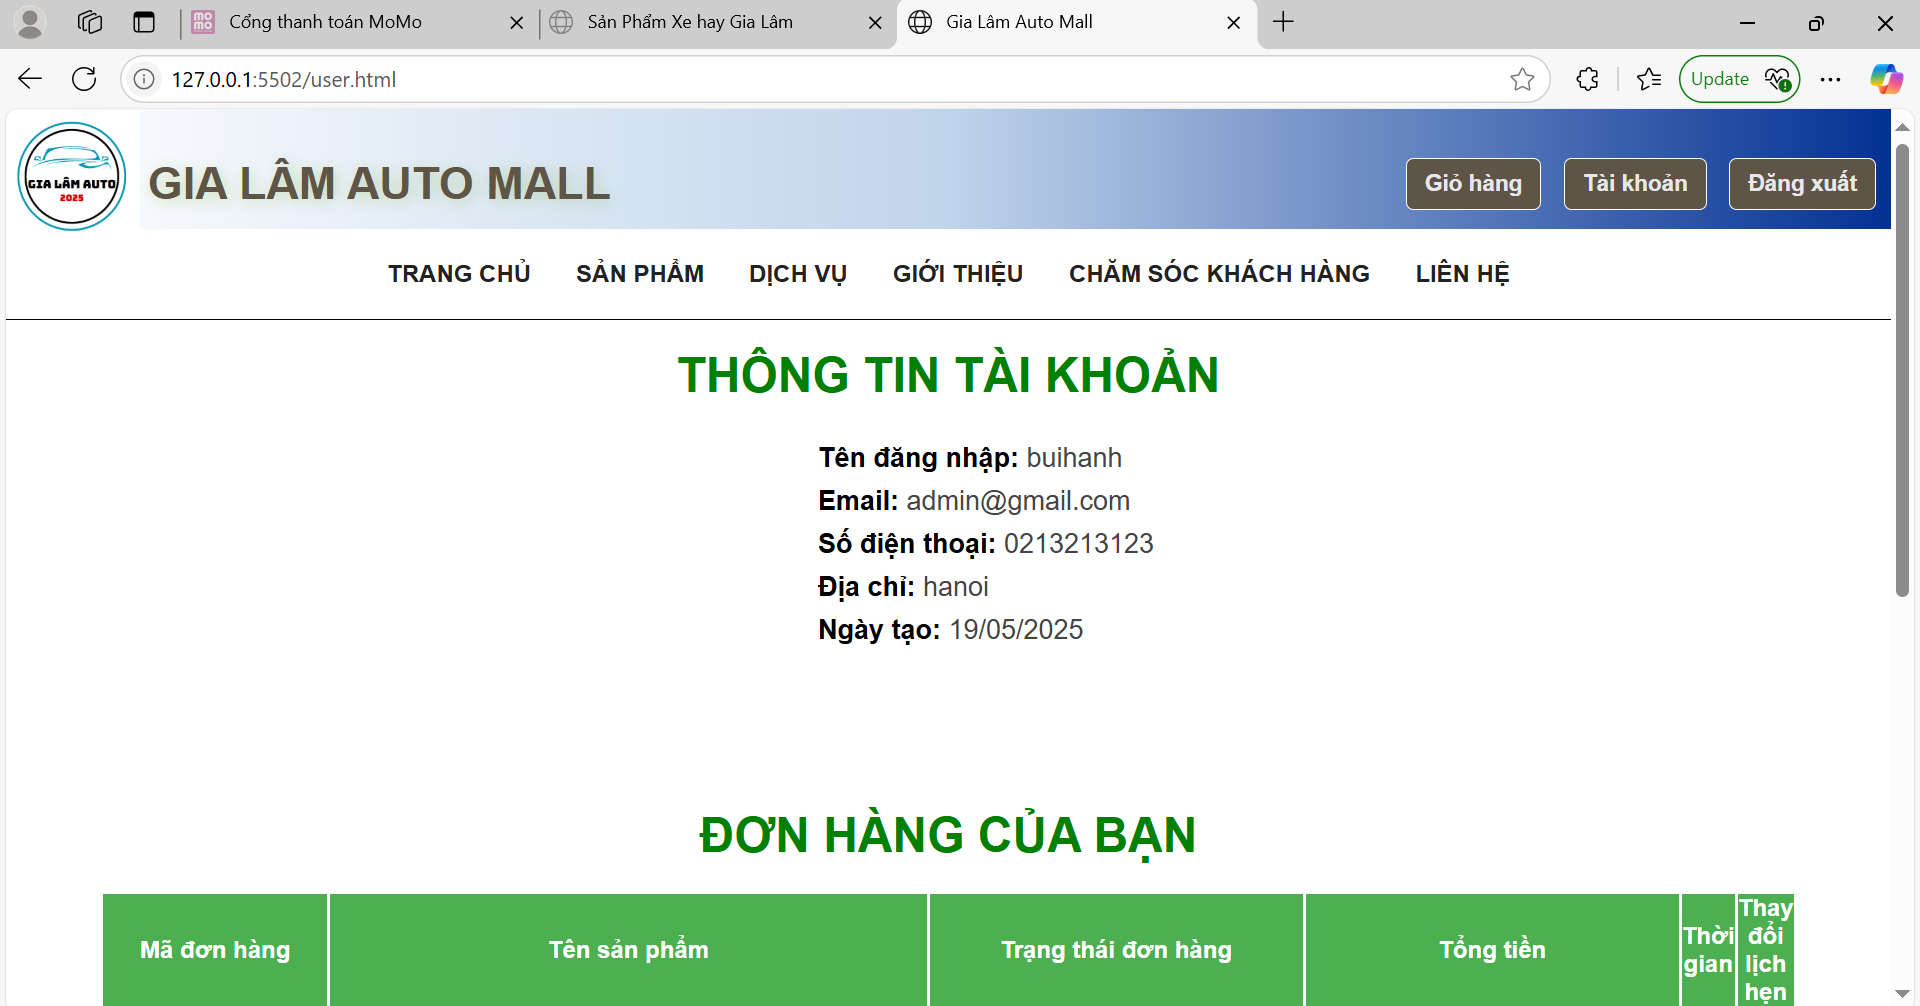 Cổng thanh toán MoMo
Sản Phẩm Xe hay Gia Lâm
Gia Lâm Auto Mall
127.0.0.1:5502/user.html
Update
GIA LÂM AUTO
2025
GIA LÂM AUTO MALL
Giỏ hàng
Tài khoản
Đăng xuất
TRANG CHỦ
SẢN PHẨM
DỊCH VỤ
GIỚI THIỆU
CHĂM SÓC KHÁCH HÀNG
LIÊN HỆ
THÔNG TIN TÀI KHOẢN
Tên đăng nhập: buihanh
Email: admin@gmail.com
Số điện thoại: 0213213123
Địa chỉ: hanoi
Ngày tạo: 19/05/2025
ĐƠN HÀNG CỦA BẠN
Mã đơn hàng
Tên sản phẩm
Trạng thái đơn hàng
Tổng tiền
Thời
gian
Thay
đổi
lịch
hẹn